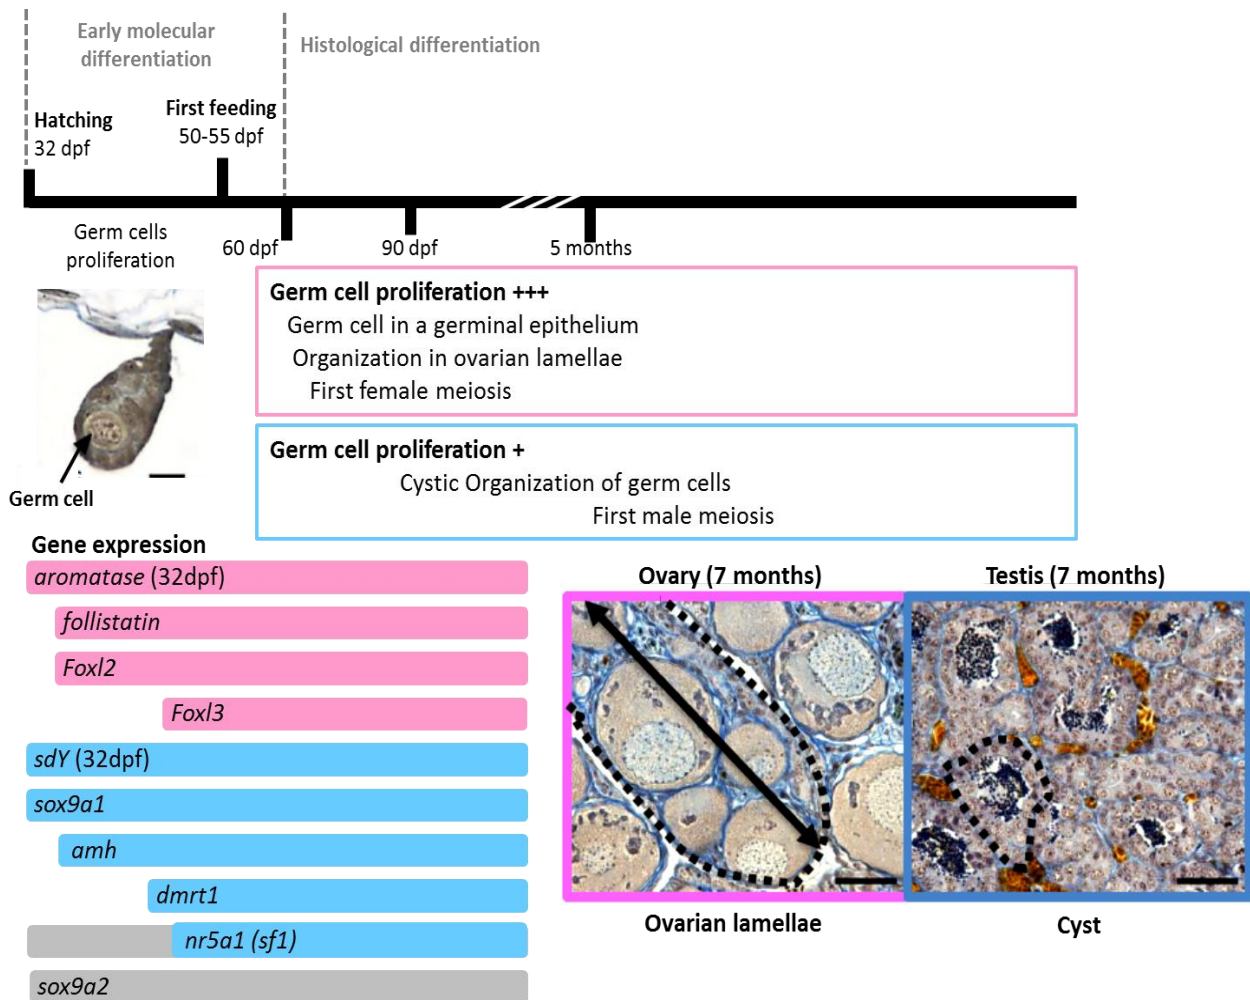 Early molecular
differentiation
Histological differentiation
Hatching
32 dpf
First feeding
50-55 dpf
Germ cells
proliferation
60 dpf
90 dpf
5 months
Germ cell proliferation +++
Germ cell in a germinal epithelium
Organization in ovarian lamellae
First female meiosis
Germ cell proliferation +
Cystic Organization of germ cells
First male meiosis
Germ cell
Gene expression
aromatase (32dpf)
follistatin
Foxl2
Foxl3
sdY (32dpf)
sox9a1
amh
dmrt1
nr5a1 (sf1)
sox9a2
Ovary (7 months)
Testis (7 months)
Ovarian lamellae
Cyst